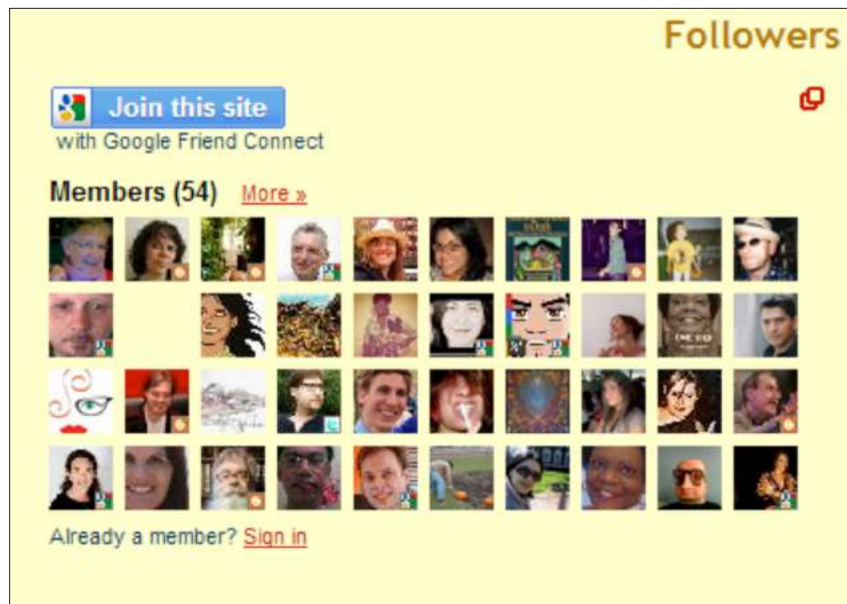 Followers
Join this site
with Google Friend Connect
Members (54) More »
Already a member? Sign in